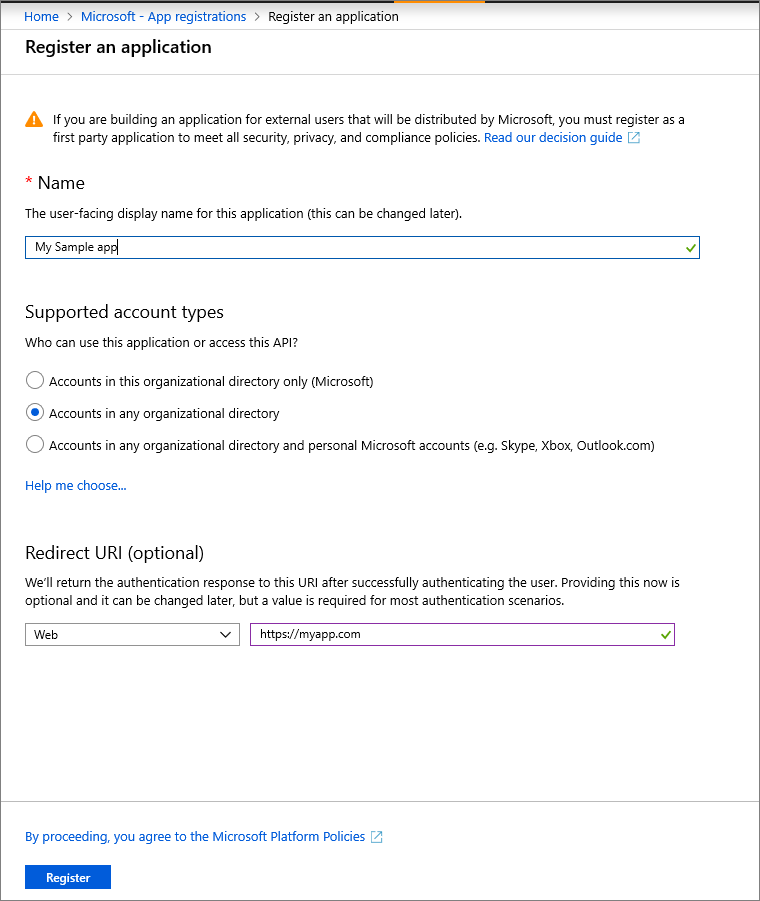 Home > Microsoft - App registrations > Register an application
Register an application
If you are building an application for external users that will be distributed by Microsoft, you must register as a
first party application to meet all security, privacy, and compliance policies. Read our decision guide
* Name
The user-facing display name for this application (this can be changed later).
My Sample app
Supported account types
Who can use this application or access this API?
Accounts in this organizational directory only (Microsoft)
Accounts in any organizational directory
Accounts in any organizational directory and personal Microsoft accounts (e.g. Skype, Xbox, Outlook.com)
Help me choose...
Redirect URI (optional)
We'll return the authentication response to this URI after successfully authenticating the user. Providing this now is
optional and it can be changed later, but a value is required for most authentication scenarios.
Web https://myapp.com
By proceeding, you agree to the Microsoft Platform Policies
Register